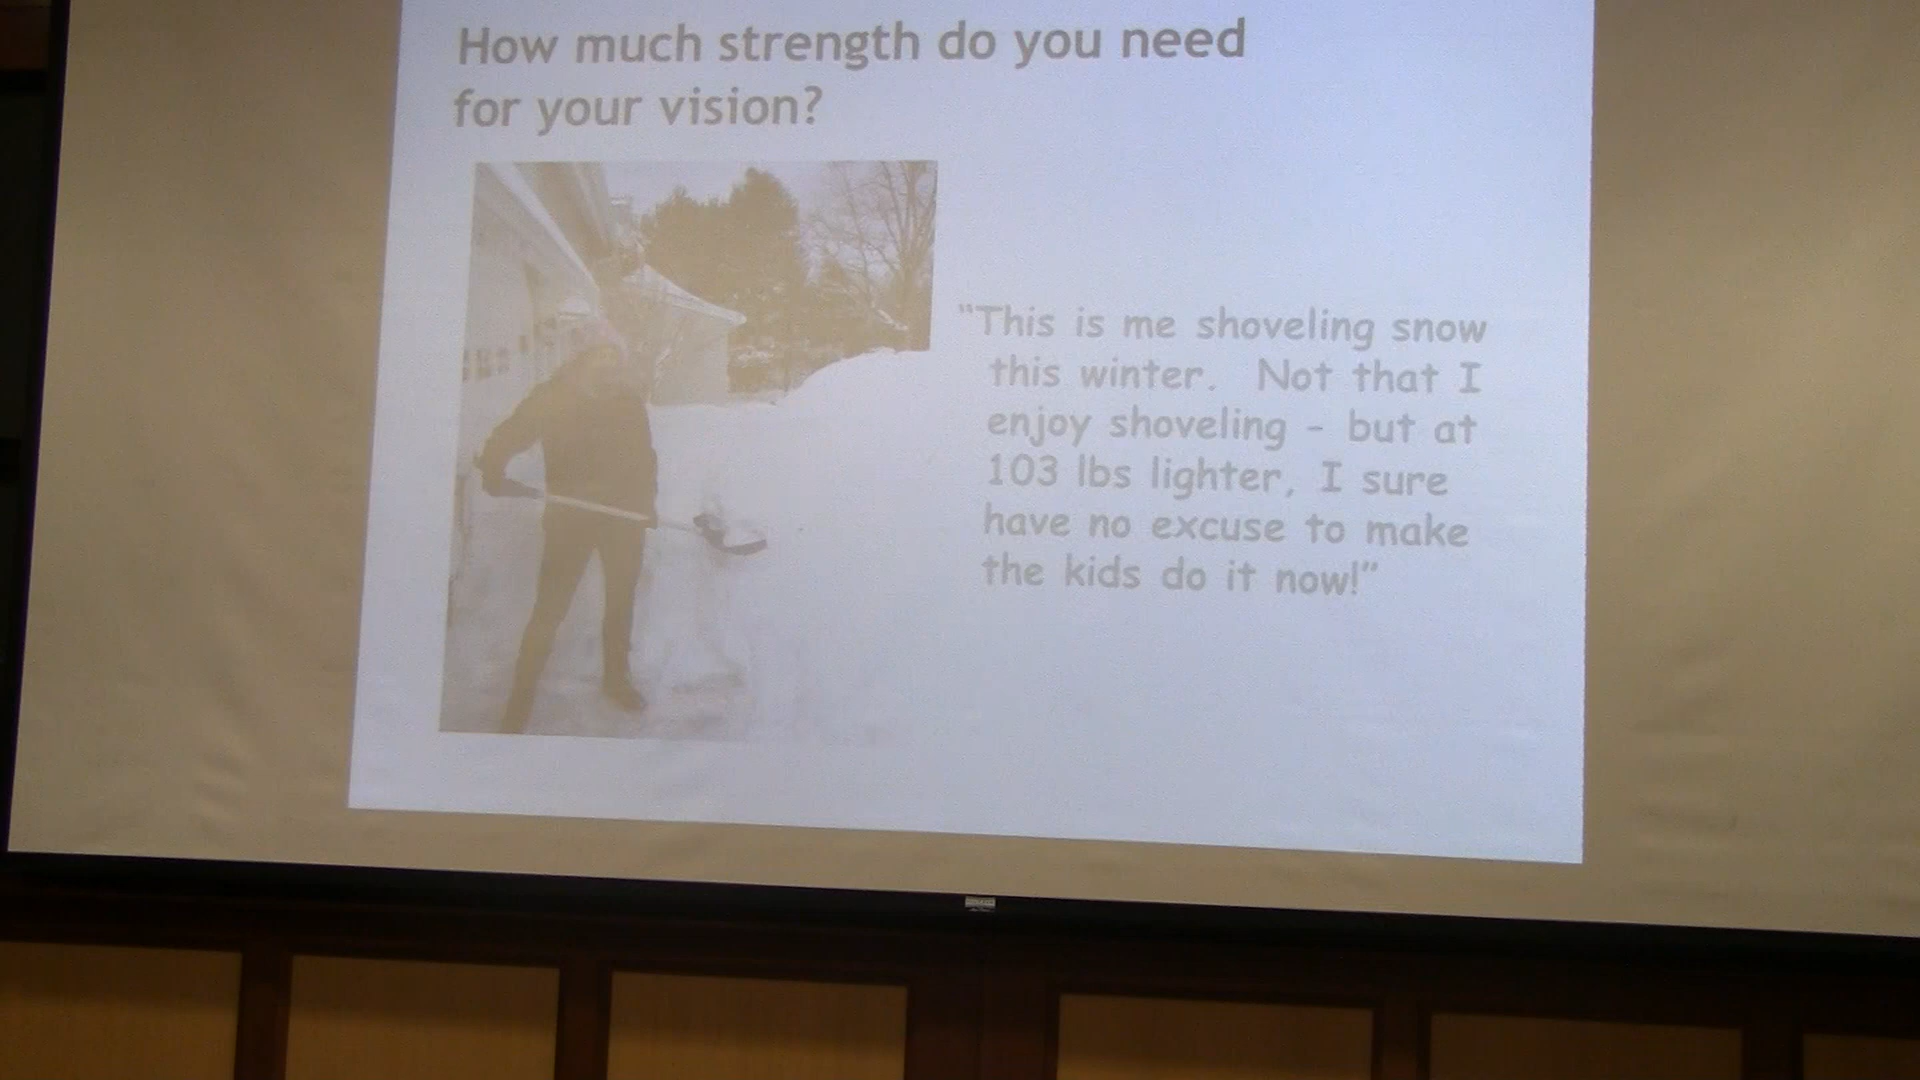 How much strength do you need
for your vision?
"This is me shoveling snow
this winter. Not that I
enjoy shoveling - but at
103 lbs lighter, I sure
have no excuse to make
the kids do it now!"